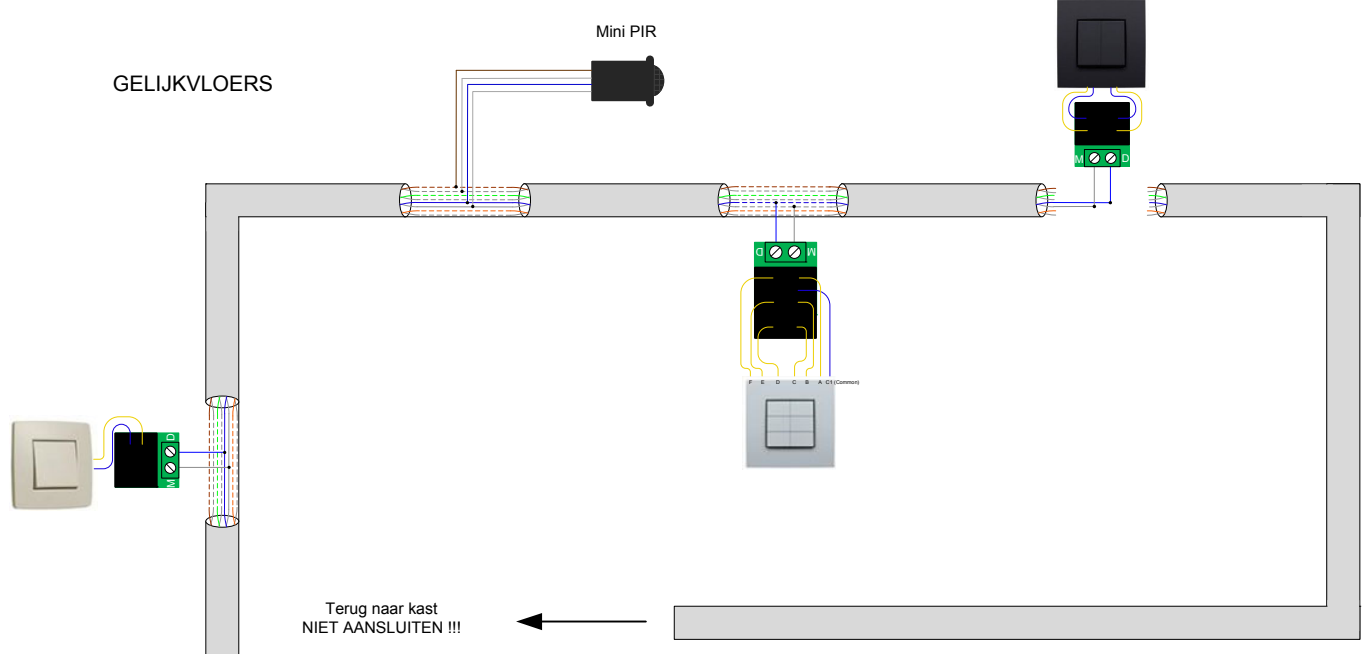 Mini PIR
GELIJKVLOERS
M D
D M
F E D C B A C1 (Common)
D
M
Terug naar kast
NIET AANSLUITEN !!!